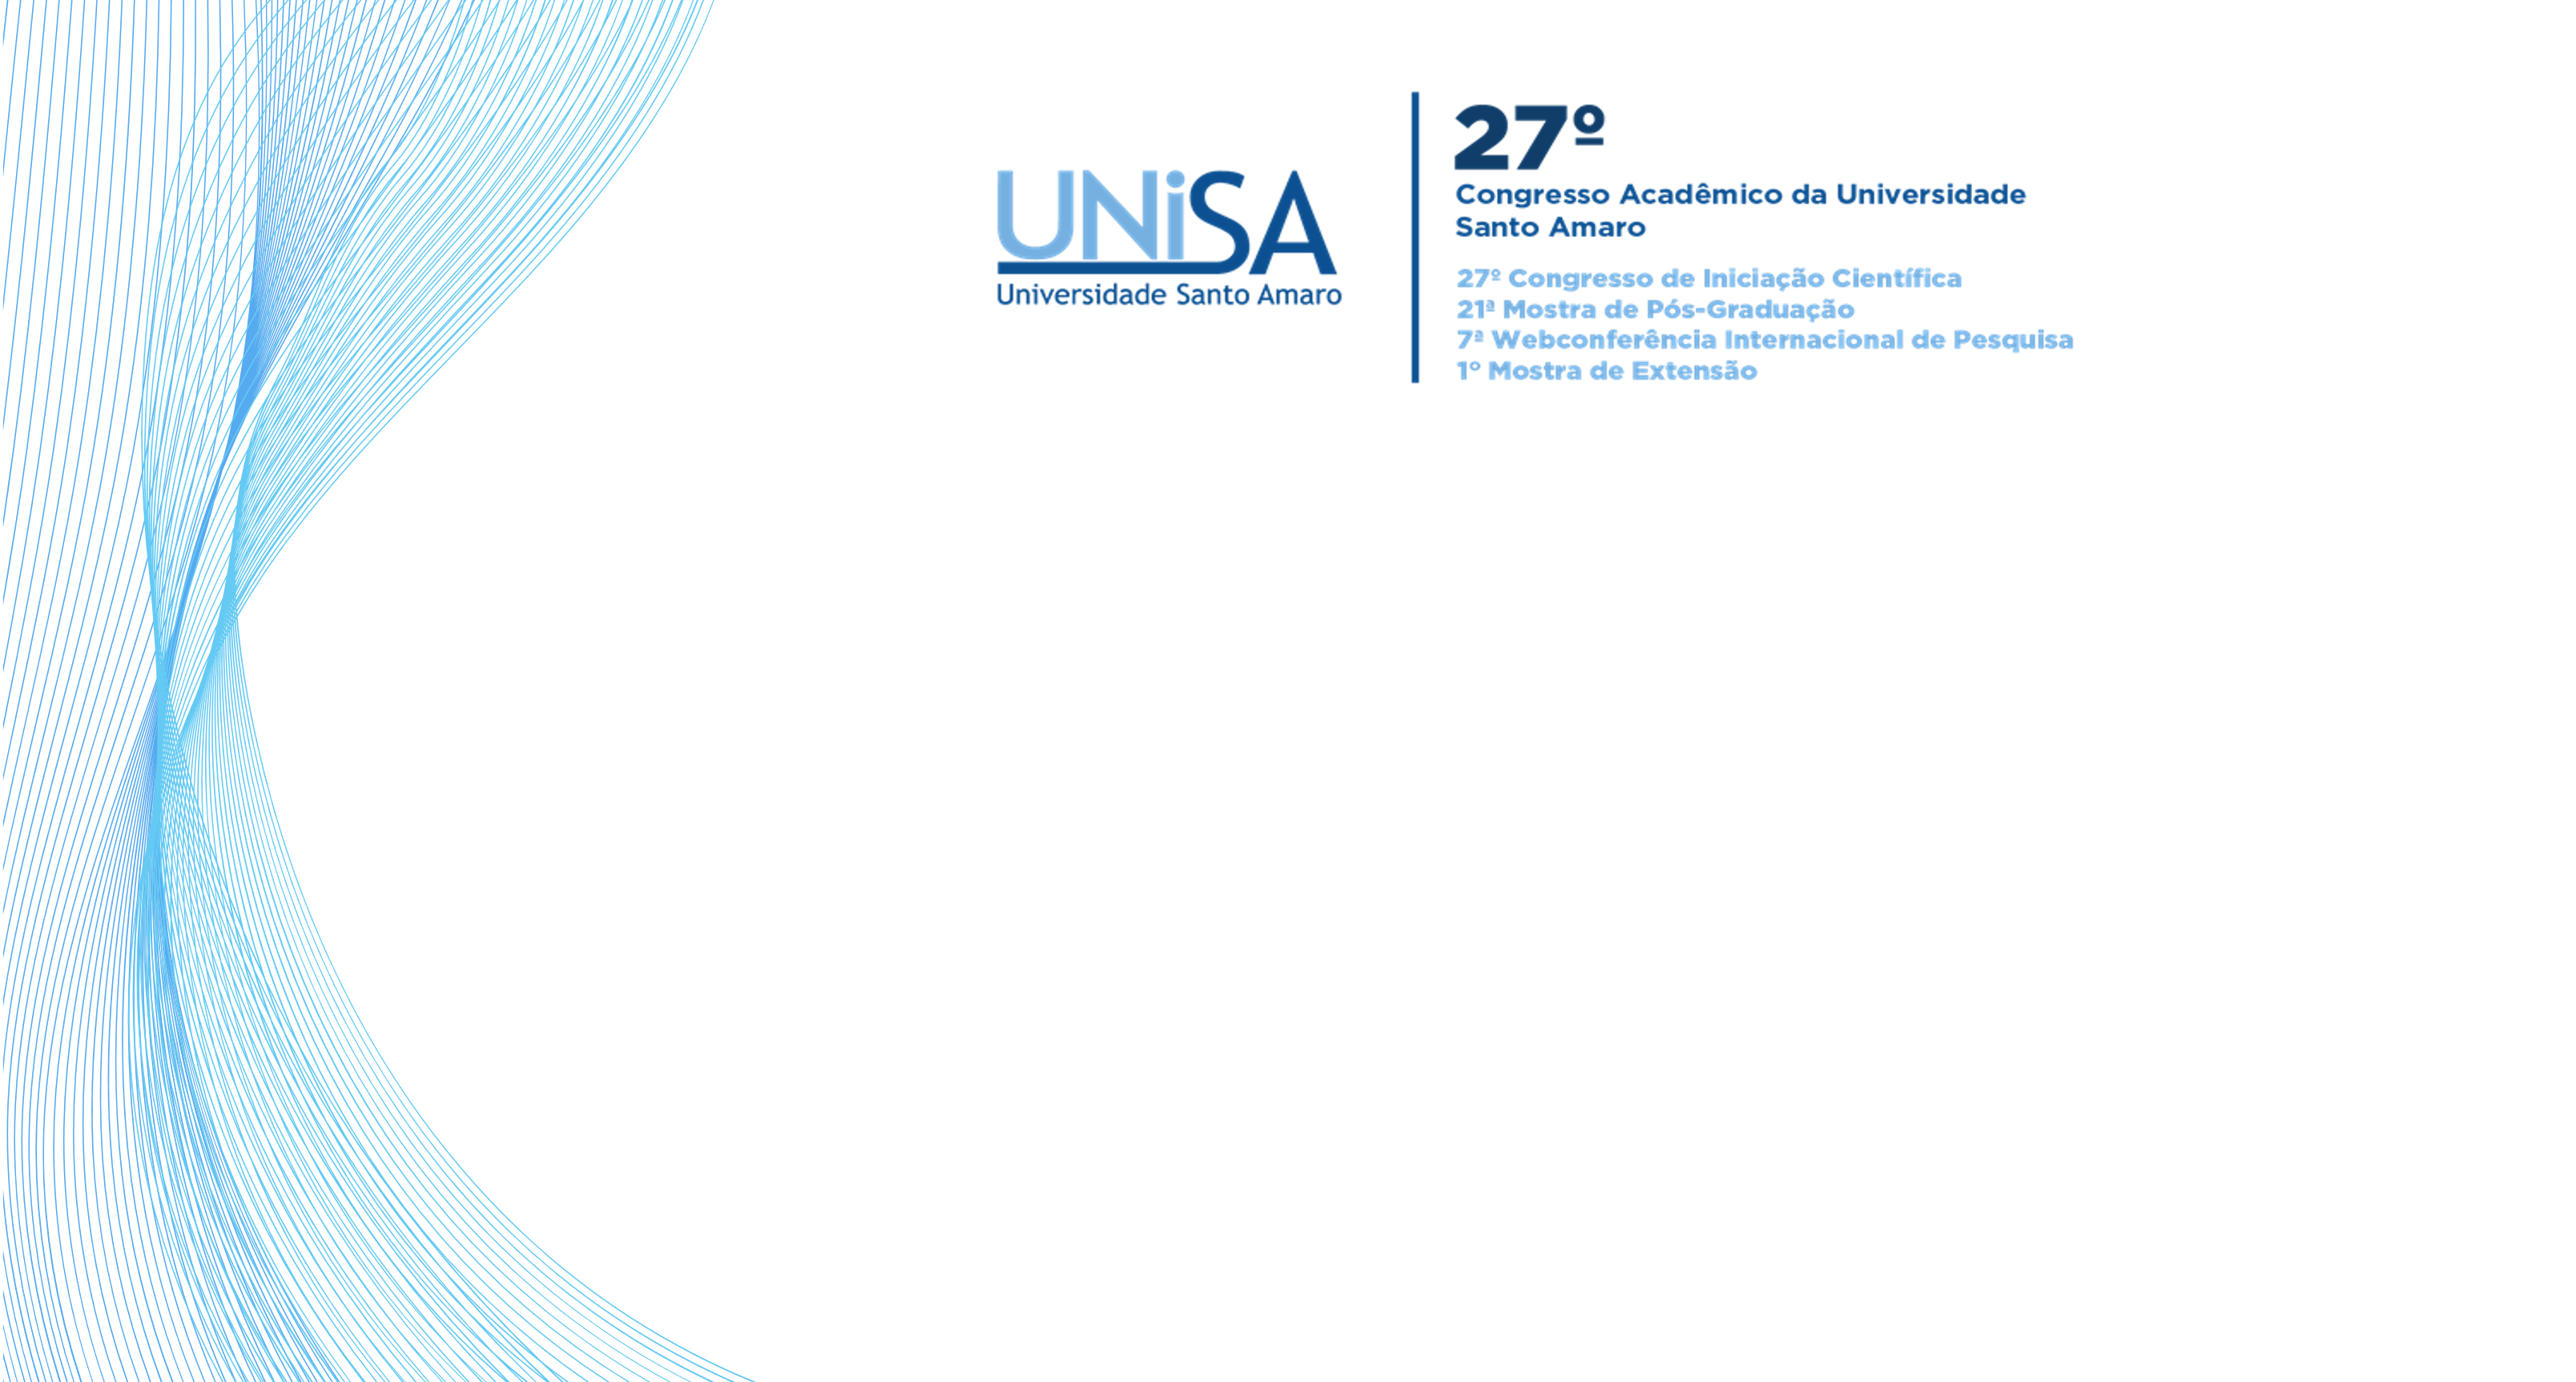 UNiSA
Universidade Santo Amaro
27º
Congresso Acadêmico da Universidade
Santo Amaro
27º Congresso de Iniciação Científica
21ª Mostra de Pós-Graduação
7ª Webconferência Internacional de Pesquisa
1° Mostra de Extensão